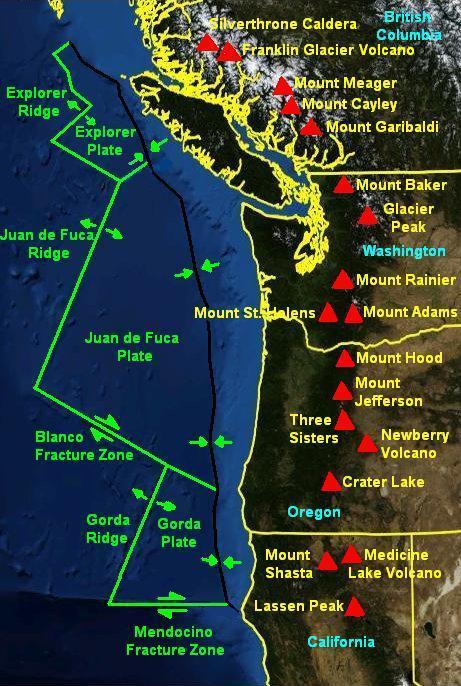 British
Columbia
Silverthrone Caldera
Franklin Glacier Volcano
Mount Meager
Mount Cayley
Mount Garibaldi
Explorer
Ridge
Explorer
Plate
Mount Baker
Glacier
Peak
Washington
Juan de Fuca
Ridge
Mount Rainier
Mount St. Helens
Mount Adams
Juan de Fuca
Plate
Mount Hood
Mount
Jefferson
Three
Sisters
Newberry
Volcano
Blanco
Fracture Zone
Crater Lake
Oregon
Gorda
Ridge
Gorda
Plate
Mount
Shasta
Medicine
Lake Volcano
Lassen Peak
Mendocino
Fracture Zone
California